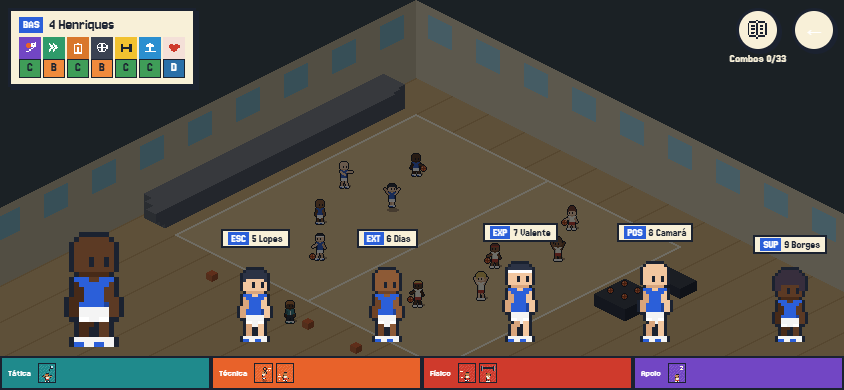 BAS 4 Henriques
C B C B C C D
Combos 0/33
ESC 5 Lopes
EXT 6 Dias
EXP 7 Valente
POS 8 Camará
SUP 9 Borges
Tática
Técnica
Físico
Apoio
2